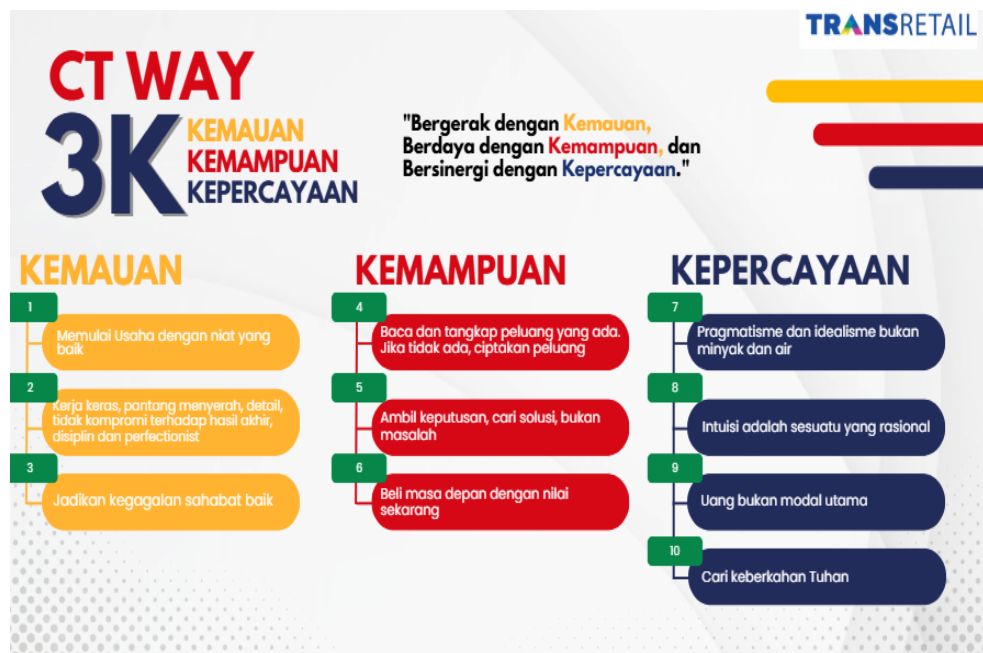 TRANSRETAIL
CT WAY
3K
KEMAUAN
KEMAMPUAN
KEPERCAYAAN
"Bergerak dengan Kemauan,
Berdaya dengan Kemampuan, dan
Bersinergi dengan Kepercayaan."
KEMAUAN
1
Memulai Usaha dengan niat yang
baik
2
Kerja keras, pantang menyerah, detail,
tidak kompromi terhadap hasil akhir,
disiplin dan perfectionist
3
Jadikan kegagalan sahabat baik
KEMAMPUAN
4
Baca dan tangkap peluang yang ada.
Jika tidak ada, ciptakan peluang
5
Ambil keputusan, cari solusi, bukan
masalah
6
Beli masa depan dengan nilai
sekarang
KEPERCAYAAN
7
Pragmatisme dan idealisme bukan
minyak dan air
8
Intuisi adalah sesuatu yang rasional
9
Uang bukan modal utama
10
Cari keberkahan Tuhan